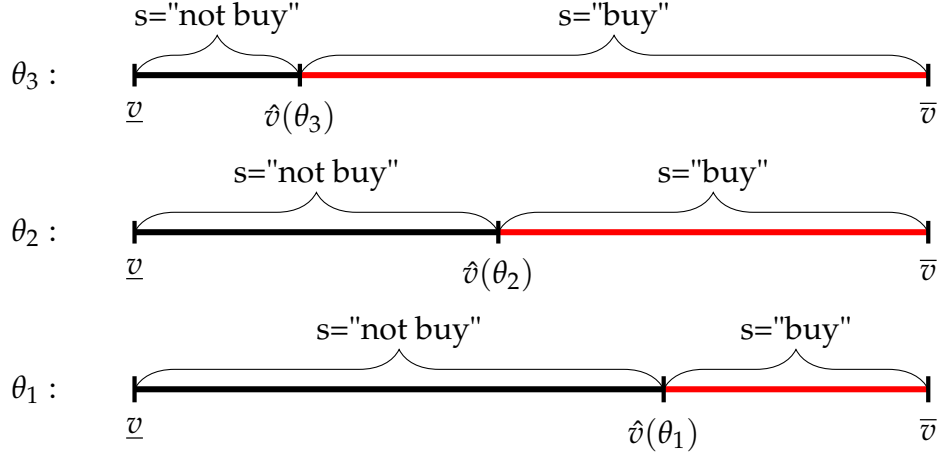 s="not buy" s="buy"
θ₃ :
v̲ v̂(θ₃) v̅
s="not buy" s="buy"
θ₂ :
v̲ v̂(θ₂) v̅
s="not buy" s="buy"
θ₁ :
v̲ v̂(θ₁) v̅